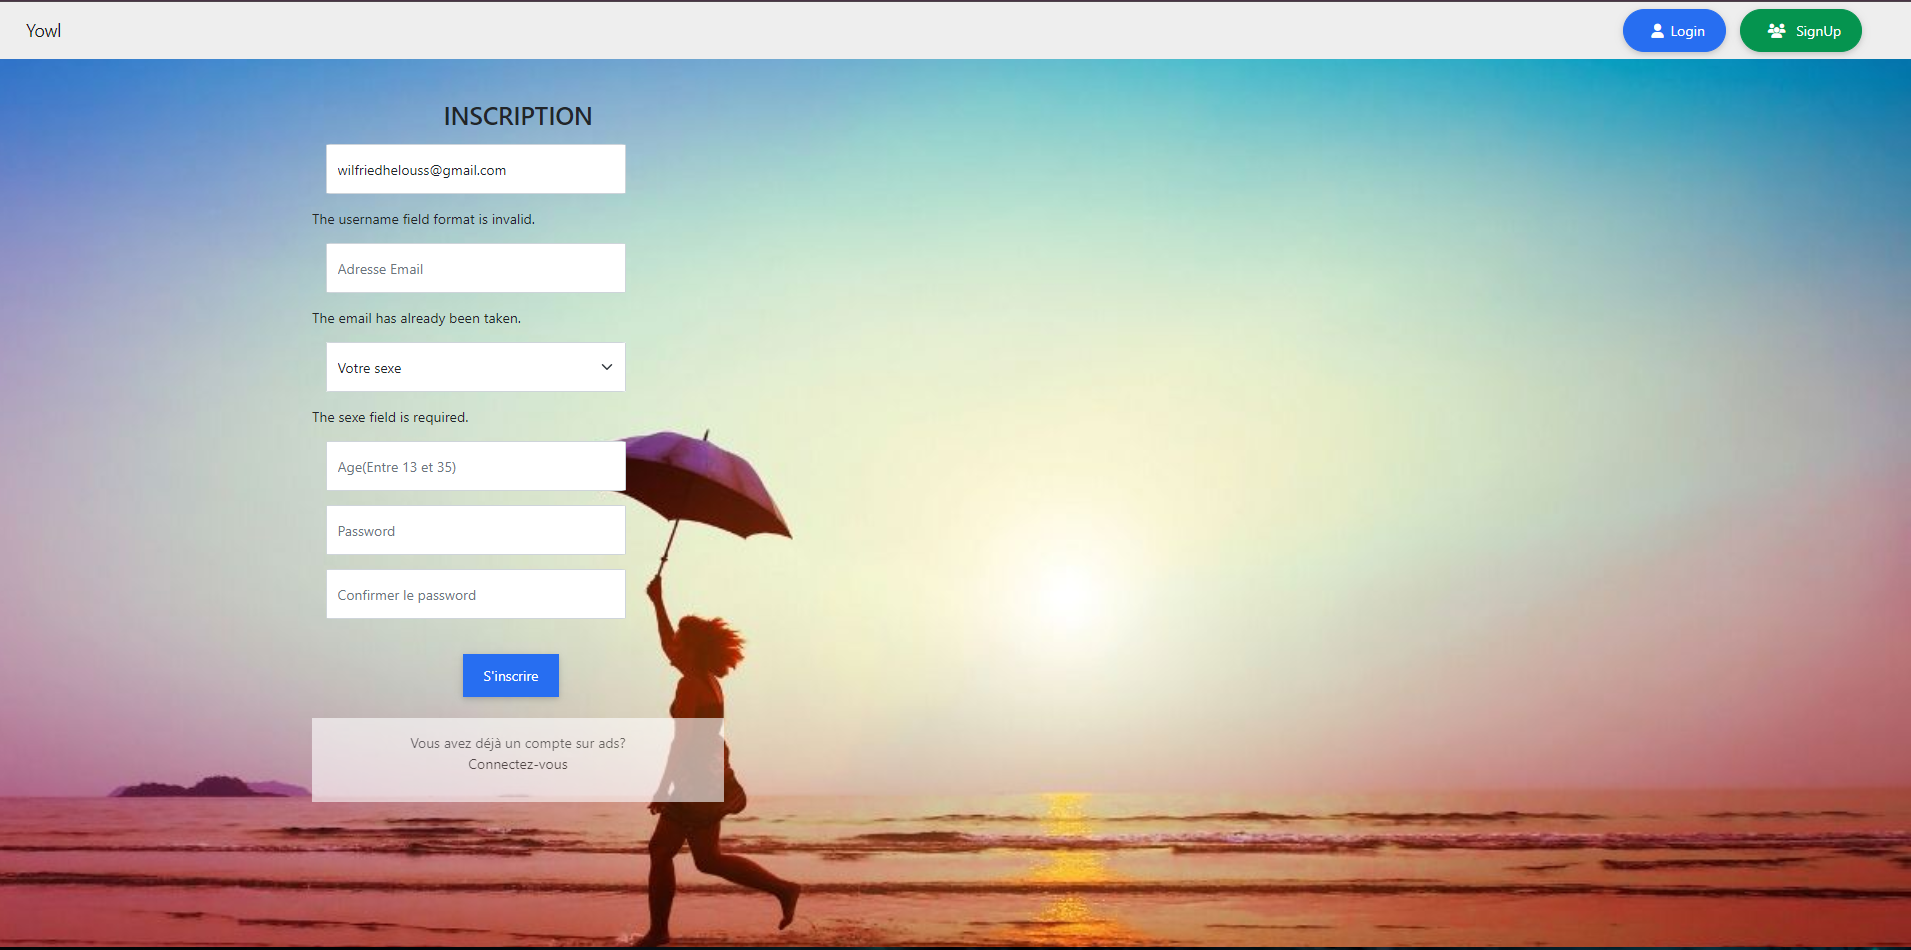 Yowl
Login
SignUp
INSCRIPTION
wilfriedhelouss@gmail.com
The username field format is invalid.
Adresse Email
The email has already been taken.
Votre sexe
The sexe field is required.
Age(Entre 13 et 35)
Password
Confirmer le password
S'inscrire
Vous avez déjà un compte sur ads?
Connectez-vous